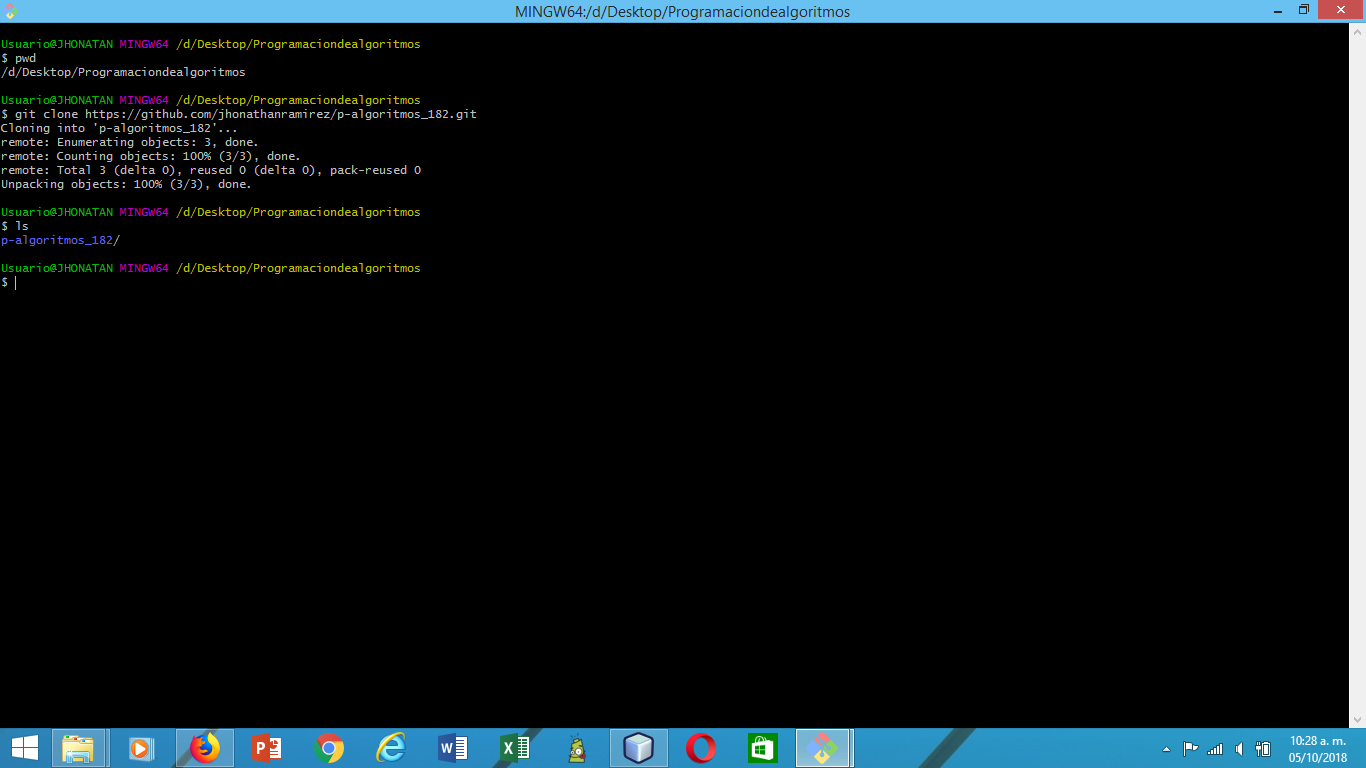 MINGW64:/d/Desktop/Programaciondealgoritmos
Usuario@JHONATAN MINGW64 /d/Desktop/Programaciondealgoritmos
$ pwd
/d/Desktop/Programaciondealgoritmos
Usuario@JHONATAN MINGW64 /d/Desktop/Programaciondealgoritmos
$ git clone https://github.com/jhonathanramirez/p-algoritmos_182.git
Cloning into 'p-algoritmos_182'...
remote: Enumerating objects: 3, done.
remote: Counting objects: 100% (3/3), done.
remote: Total 3 (delta 0), reused 0 (delta 0), pack-reused 0
Unpacking objects: 100% (3/3), done.
Usuario@JHONATAN MINGW64 /d/Desktop/Programaciondealgoritmos
$ ls
p-algoritmos_182/
Usuario@JHONATAN MINGW64 /d/Desktop/Programaciondealgoritmos
$
10:28 a. m.
05/10/2018